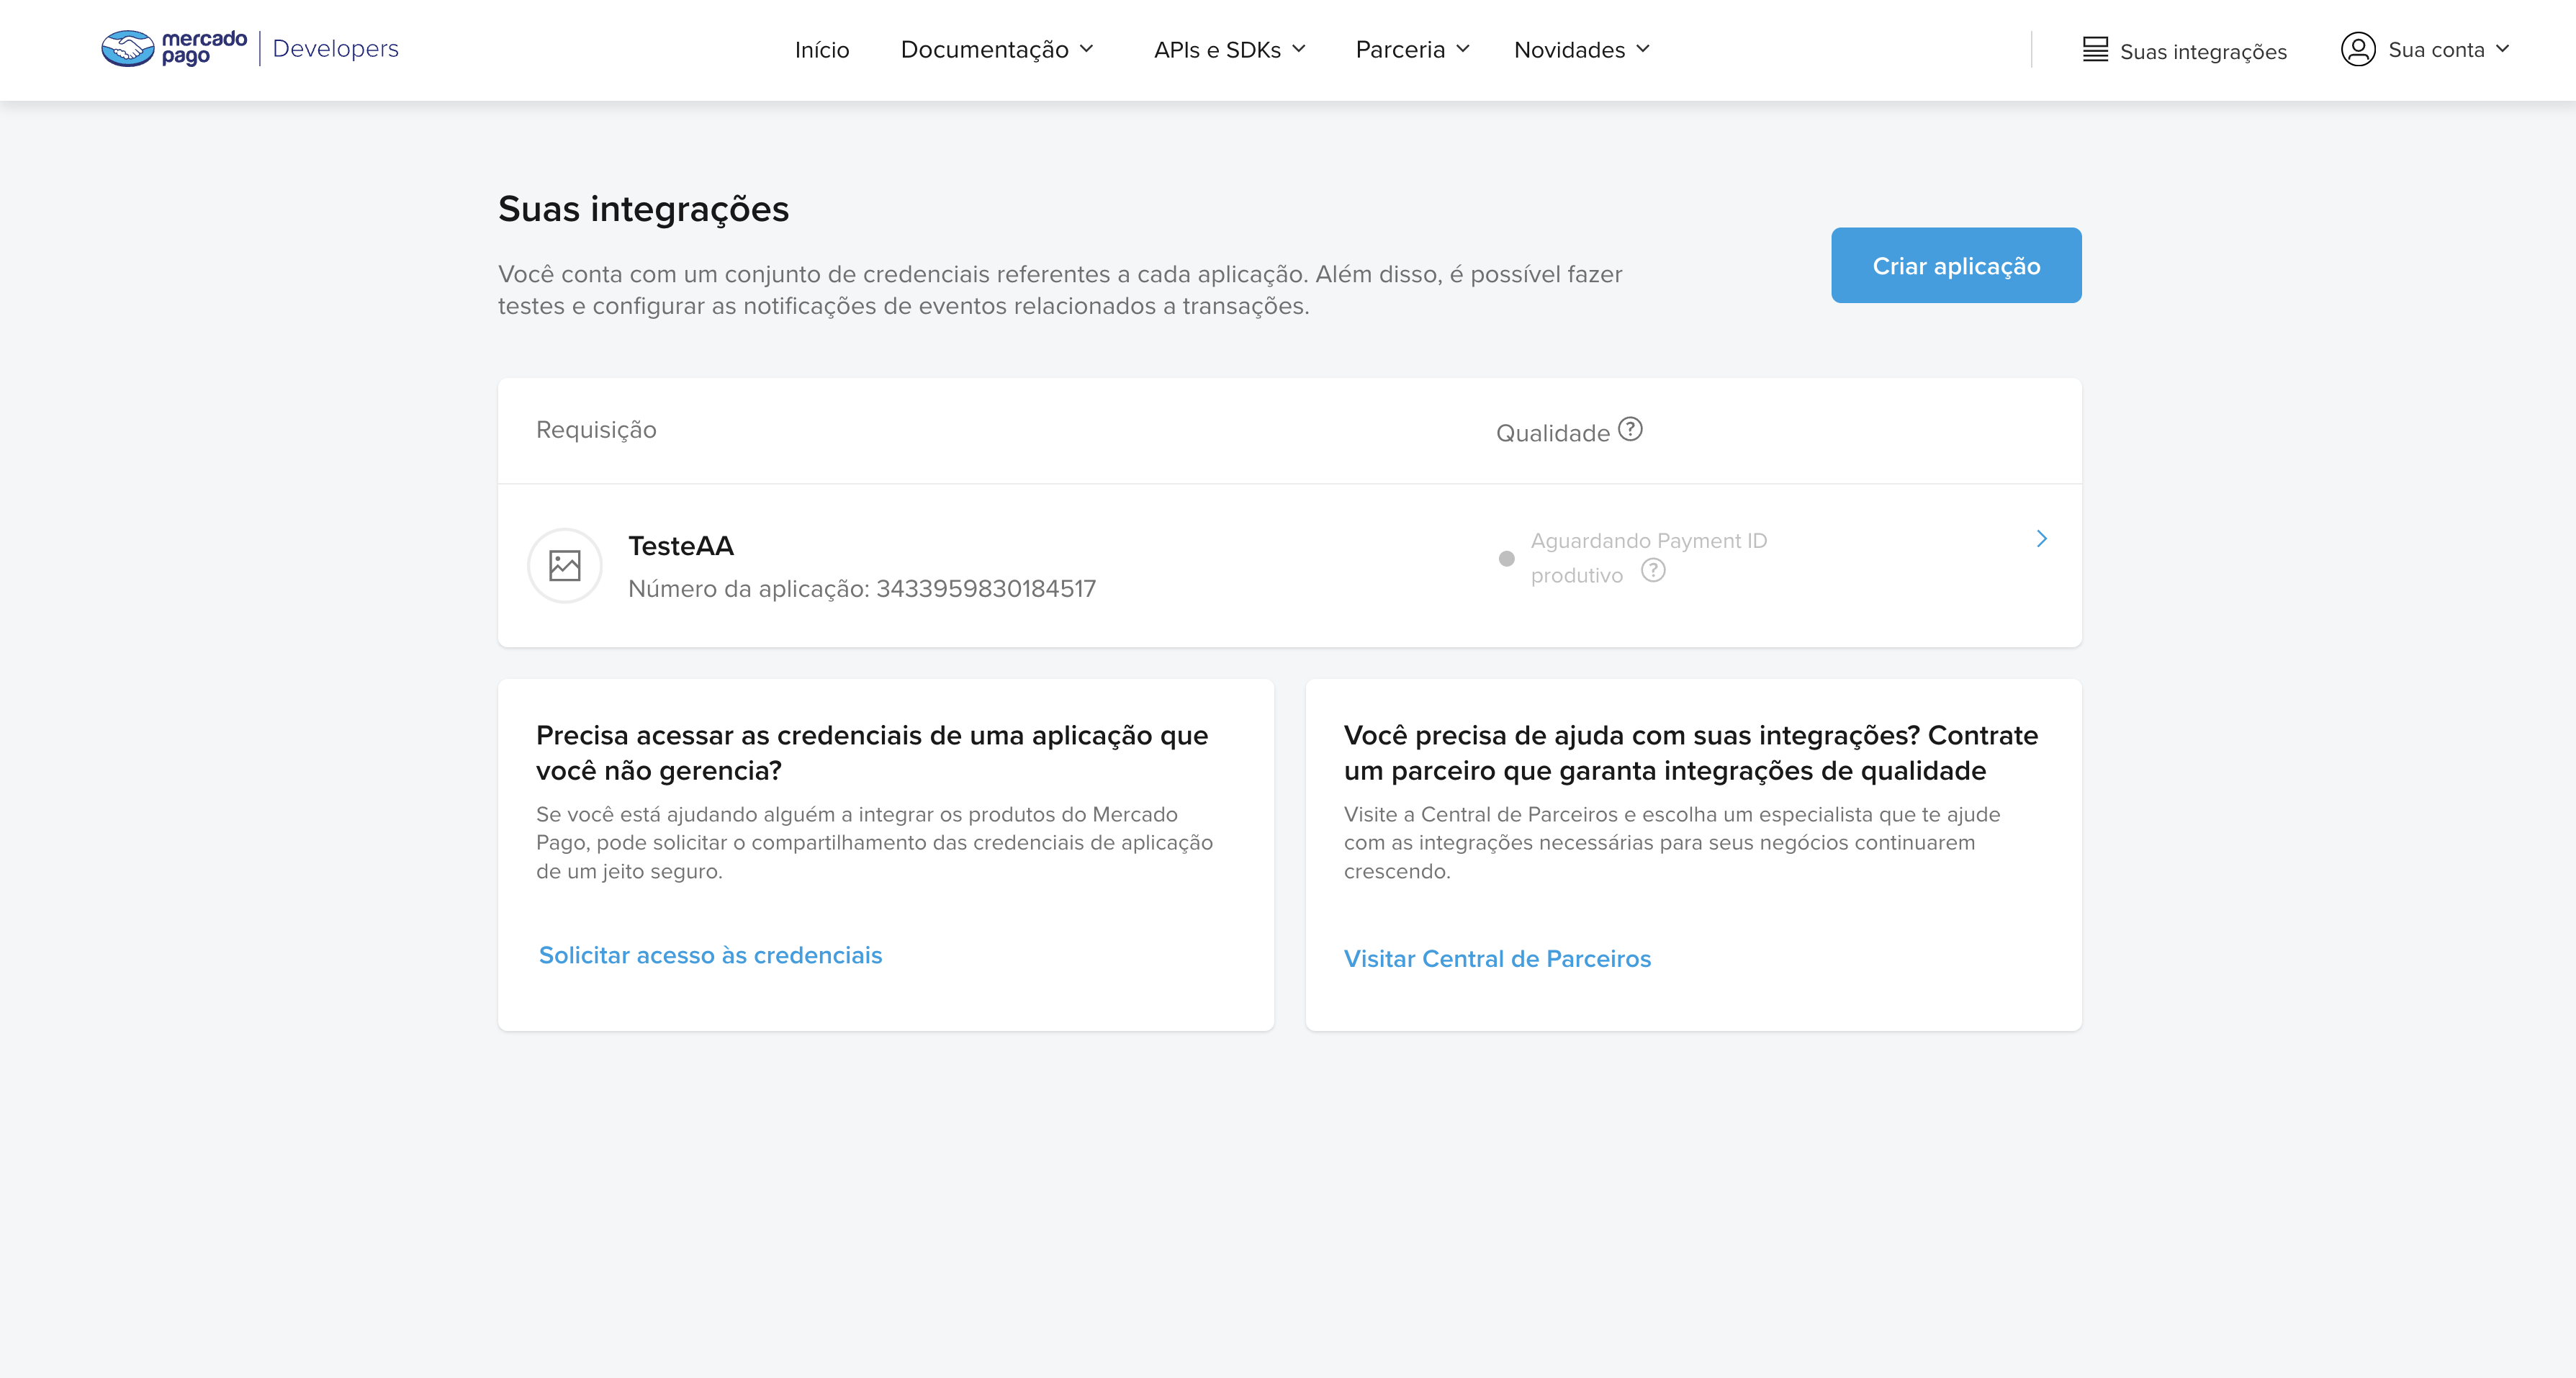 mercado
pago
Developers
Início
Documentação
APIs e SDKs
Parceria
Novidades
Suas integrações
Sua conta
Suas integrações
Você conta com um conjunto de credenciais referentes a cada aplicação. Além disso, é possível fazer
testes e configurar as notificações de eventos relacionados a transações.
Criar aplicação
Requisição
Qualidade ?
TesteAA
Número da aplicação: 3433959830184517
Aguardando Payment ID
produtivo ?
Precisa acessar as credenciais de uma aplicação que
você não gerencia?
Se você está ajudando alguém a integrar os produtos do Mercado
Pago, pode solicitar o compartilhamento das credenciais de aplicação
de um jeito seguro.
Solicitar acesso às credenciais
Você precisa de ajuda com suas integrações? Contrate
um parceiro que garanta integrações de qualidade
Visite a Central de Parceiros e escolha um especialista que te ajude
com as integrações necessárias para seus negócios continuarem
crescendo.
Visitar Central de Parceiros